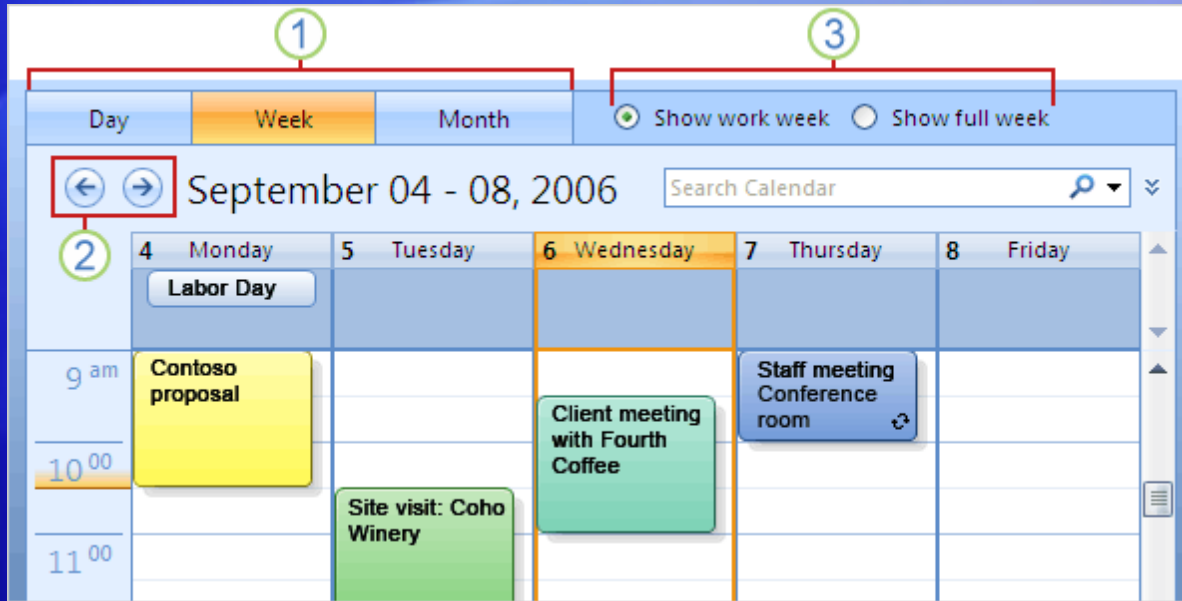 1
3
Day Week Month Show work week Show full week
September 04 - 08, 2006 Search Calendar
2
4 Monday 5 Tuesday 6 Wednesday 7 Thursday 8 Friday
Labor Day
9 am
Contoso
proposal
Staff meeting
Conference
room
Client meeting
with Fourth
Coffee
10 00
Site visit: Coho
Winery
11 00